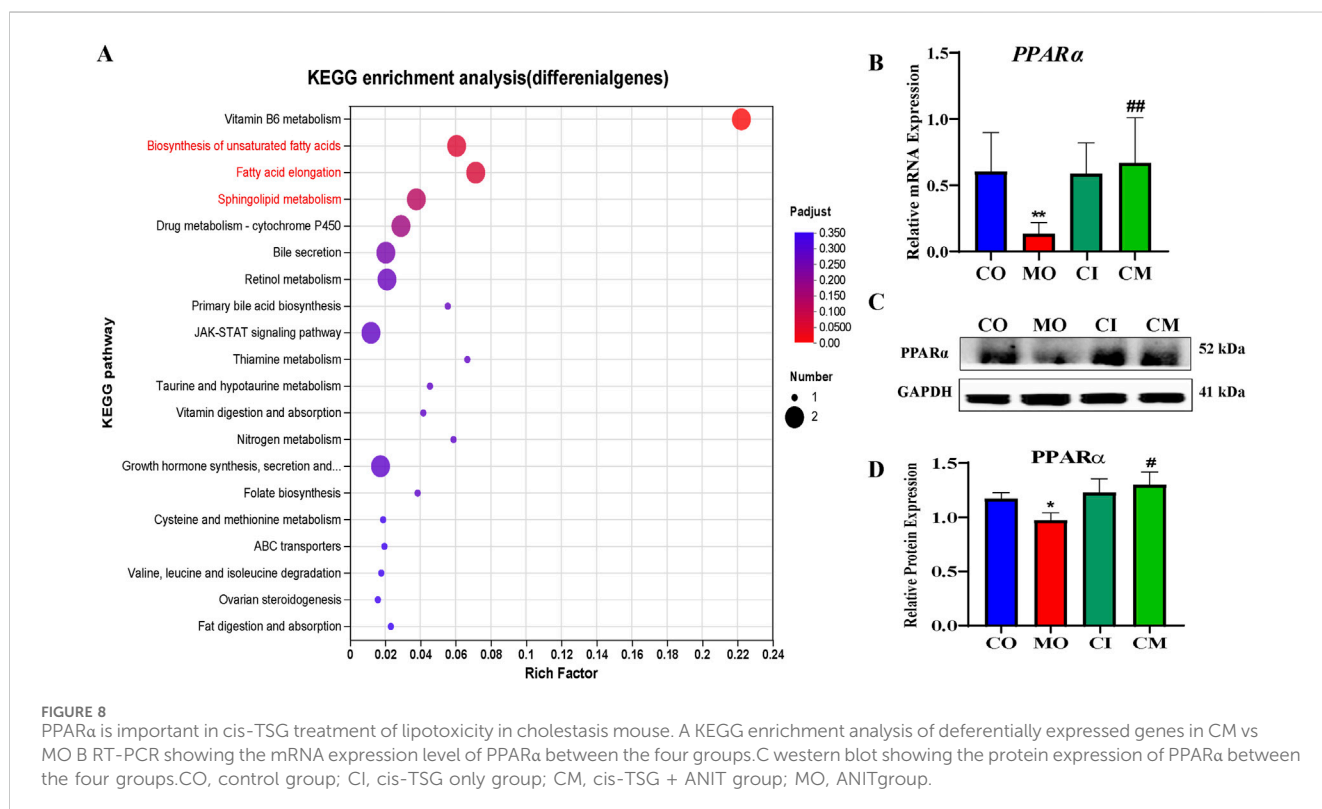 A
KEGG enrichment analysis(differenialgenes)
KEGG pathway
Vitamin B6 metabolism
Biosynthesis of unsaturated fatty acids
Fatty acid elongation
Sphingolipid metabolism
Drug metabolism - cytochrome P450
Bile secretion
Retinol metabolism
Primary bile acid biosynthesis
JAK-STAT signaling pathway
Thiamine metabolism
Taurine and hypotaurine metabolism
Vitamin digestion and absorption
Nitrogen metabolism
Growth hormone synthesis, secretion and...
Folate biosynthesis
Cysteine and methionine metabolism
ABC transporters
Valine, leucine and isoleucine degradation
Ovarian steroidogenesis
Fat digestion and absorption
0 0.02 0.04 0.06 0.08 0.1 0.12 0.14 0.16 0.18 0.2 0.22 0.24
Rich Factor
Padjust
0.350
0.300
0.250
0.200
0.150
0.100
0.0500
0.00
Number
1
2
B
PPARα
Relative mRNA Expression
1.5
1.0
0.5
0.0
**
##
CO MO CI CM
C
CO MO CI CM
PPARα 52 kDa
GAPDH 41 kDa
D
PPARα
Relative Protein Expression
1.5
1.0
1.5
0.0
*
#
CO MO CI CM
FIGURE 8
PPARα is important in cis-TSG treatment of lipotoxicity in cholestasis mouse. A KEGG enrichment analysis of deferentially expressed genes in CM vs
MO B RT-PCR showing the mRNA expression level of PPARα between the four groups.C western blot showing the protein expression of PPARα between
the four groups.CO, control group; CI, cis-TSG only group; CM, cis-TSG + ANIT group; MO, ANITgroup.